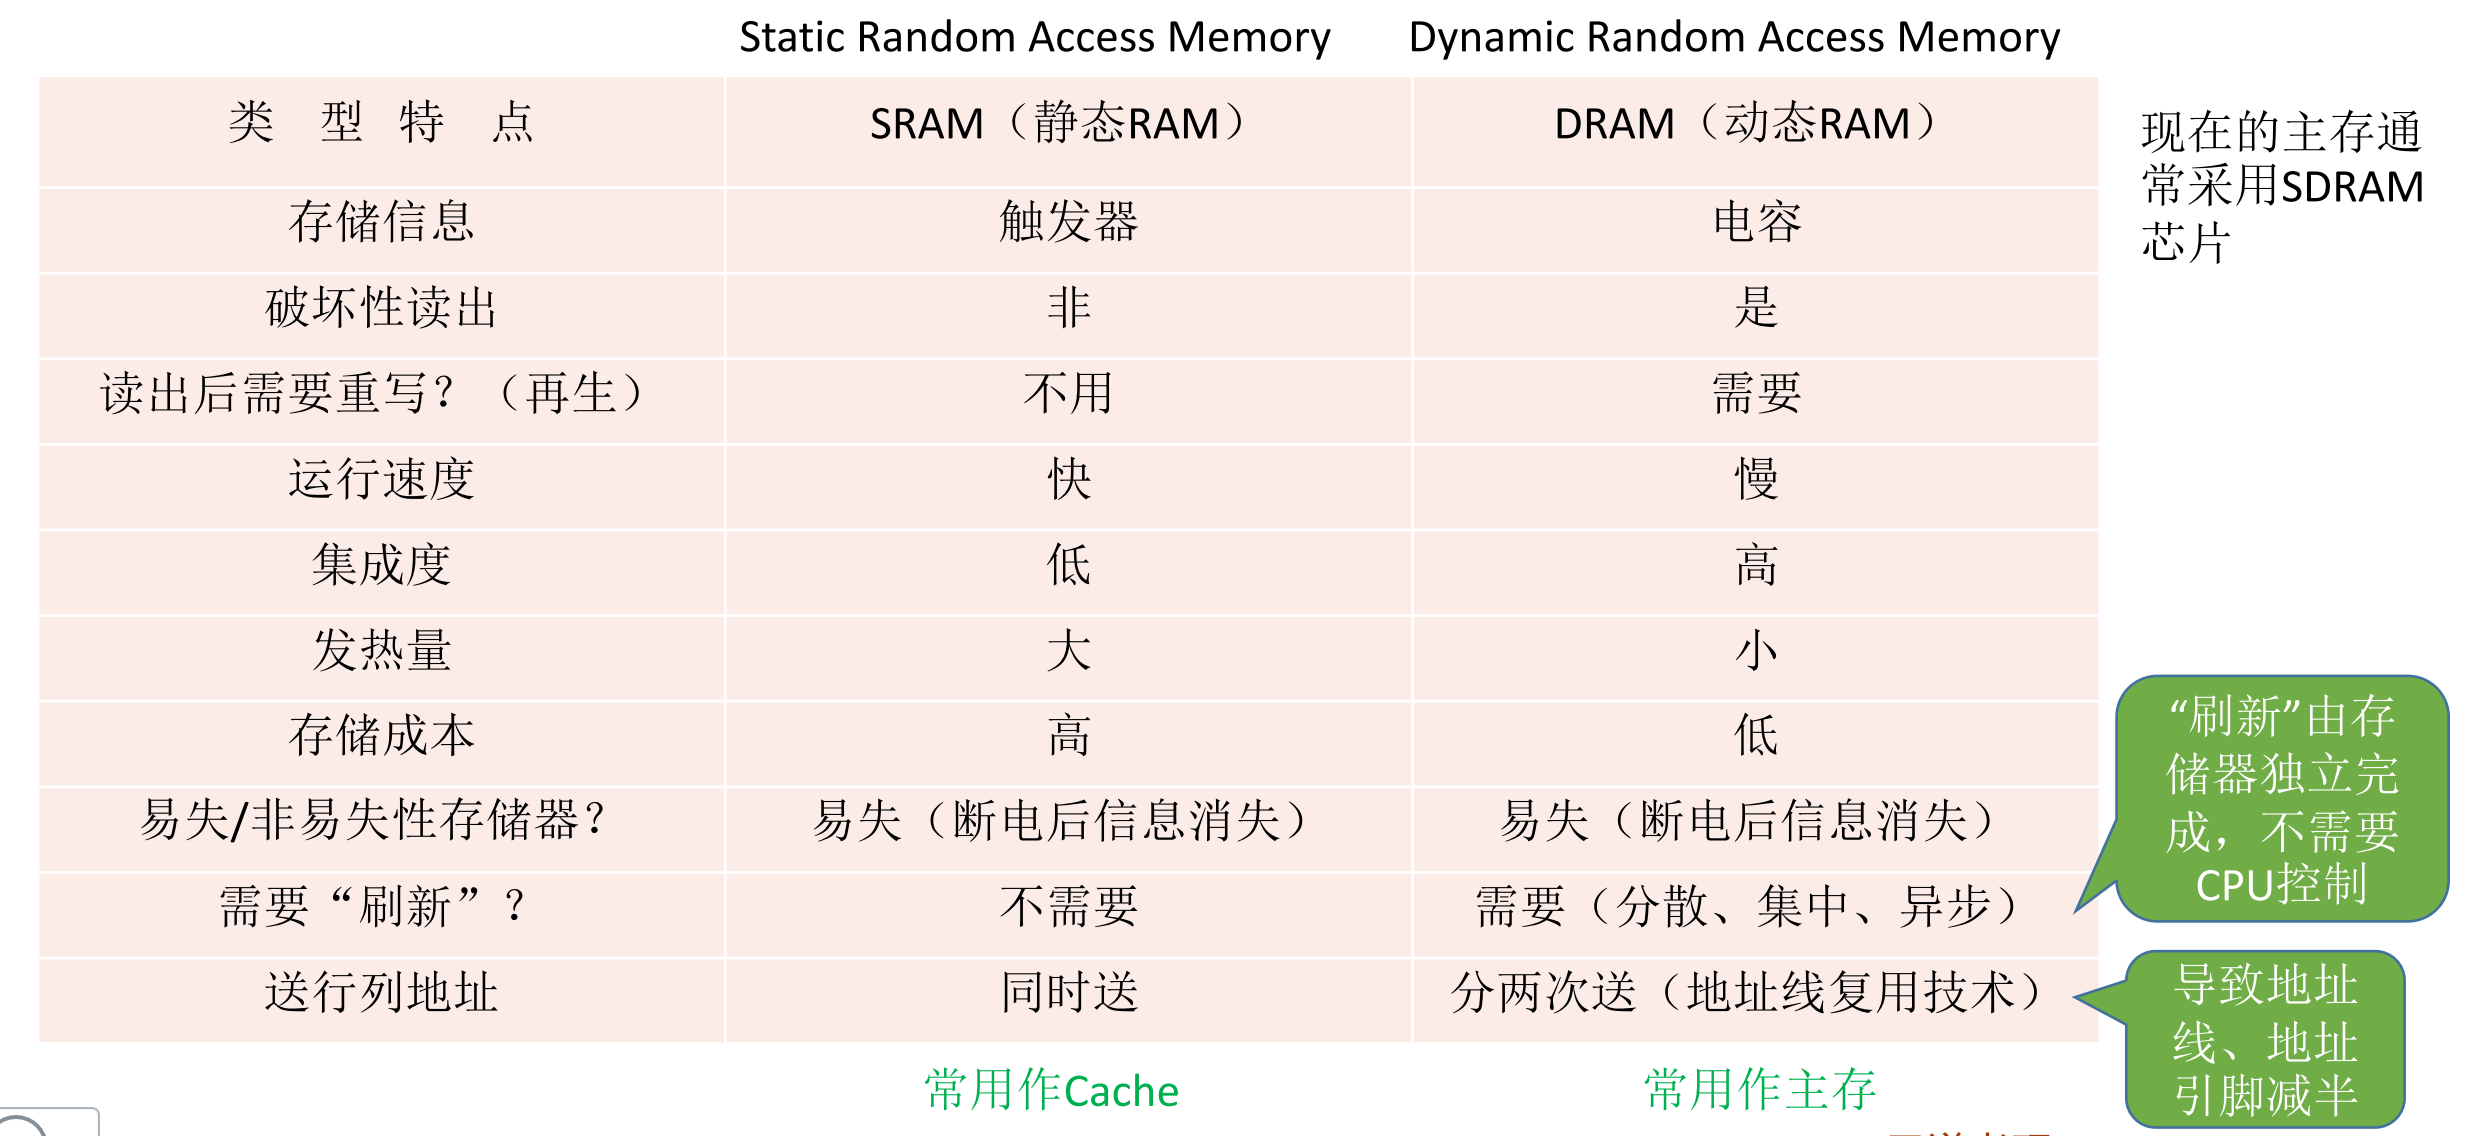 Static Random Access Memory Dynamic Random Access Memory
类 型 特 点 SRAM（静态RAM） DRAM（动态RAM）
存储信息 触发器 电容
破坏性读出 非 是
读出后需要重写？（再生） 不用 需要
运行速度 快 慢
集成度 低 高
发热量 大 小
存储成本 高 低
易失/非易失性存储器？ 易失（断电后信息消失） 易失（断电后信息消失）
需要“刷新”？ 不需要 需要（分散、集中、异步）
送行列地址 同时送 分两次送（地址线复用技术）
常用作Cache 常用作主存
现在的主存通
常采用SDRAM
芯片
“刷新”由存
储器独立完
成，不需要
CPU控制
导致地址
线、地址
引脚减半